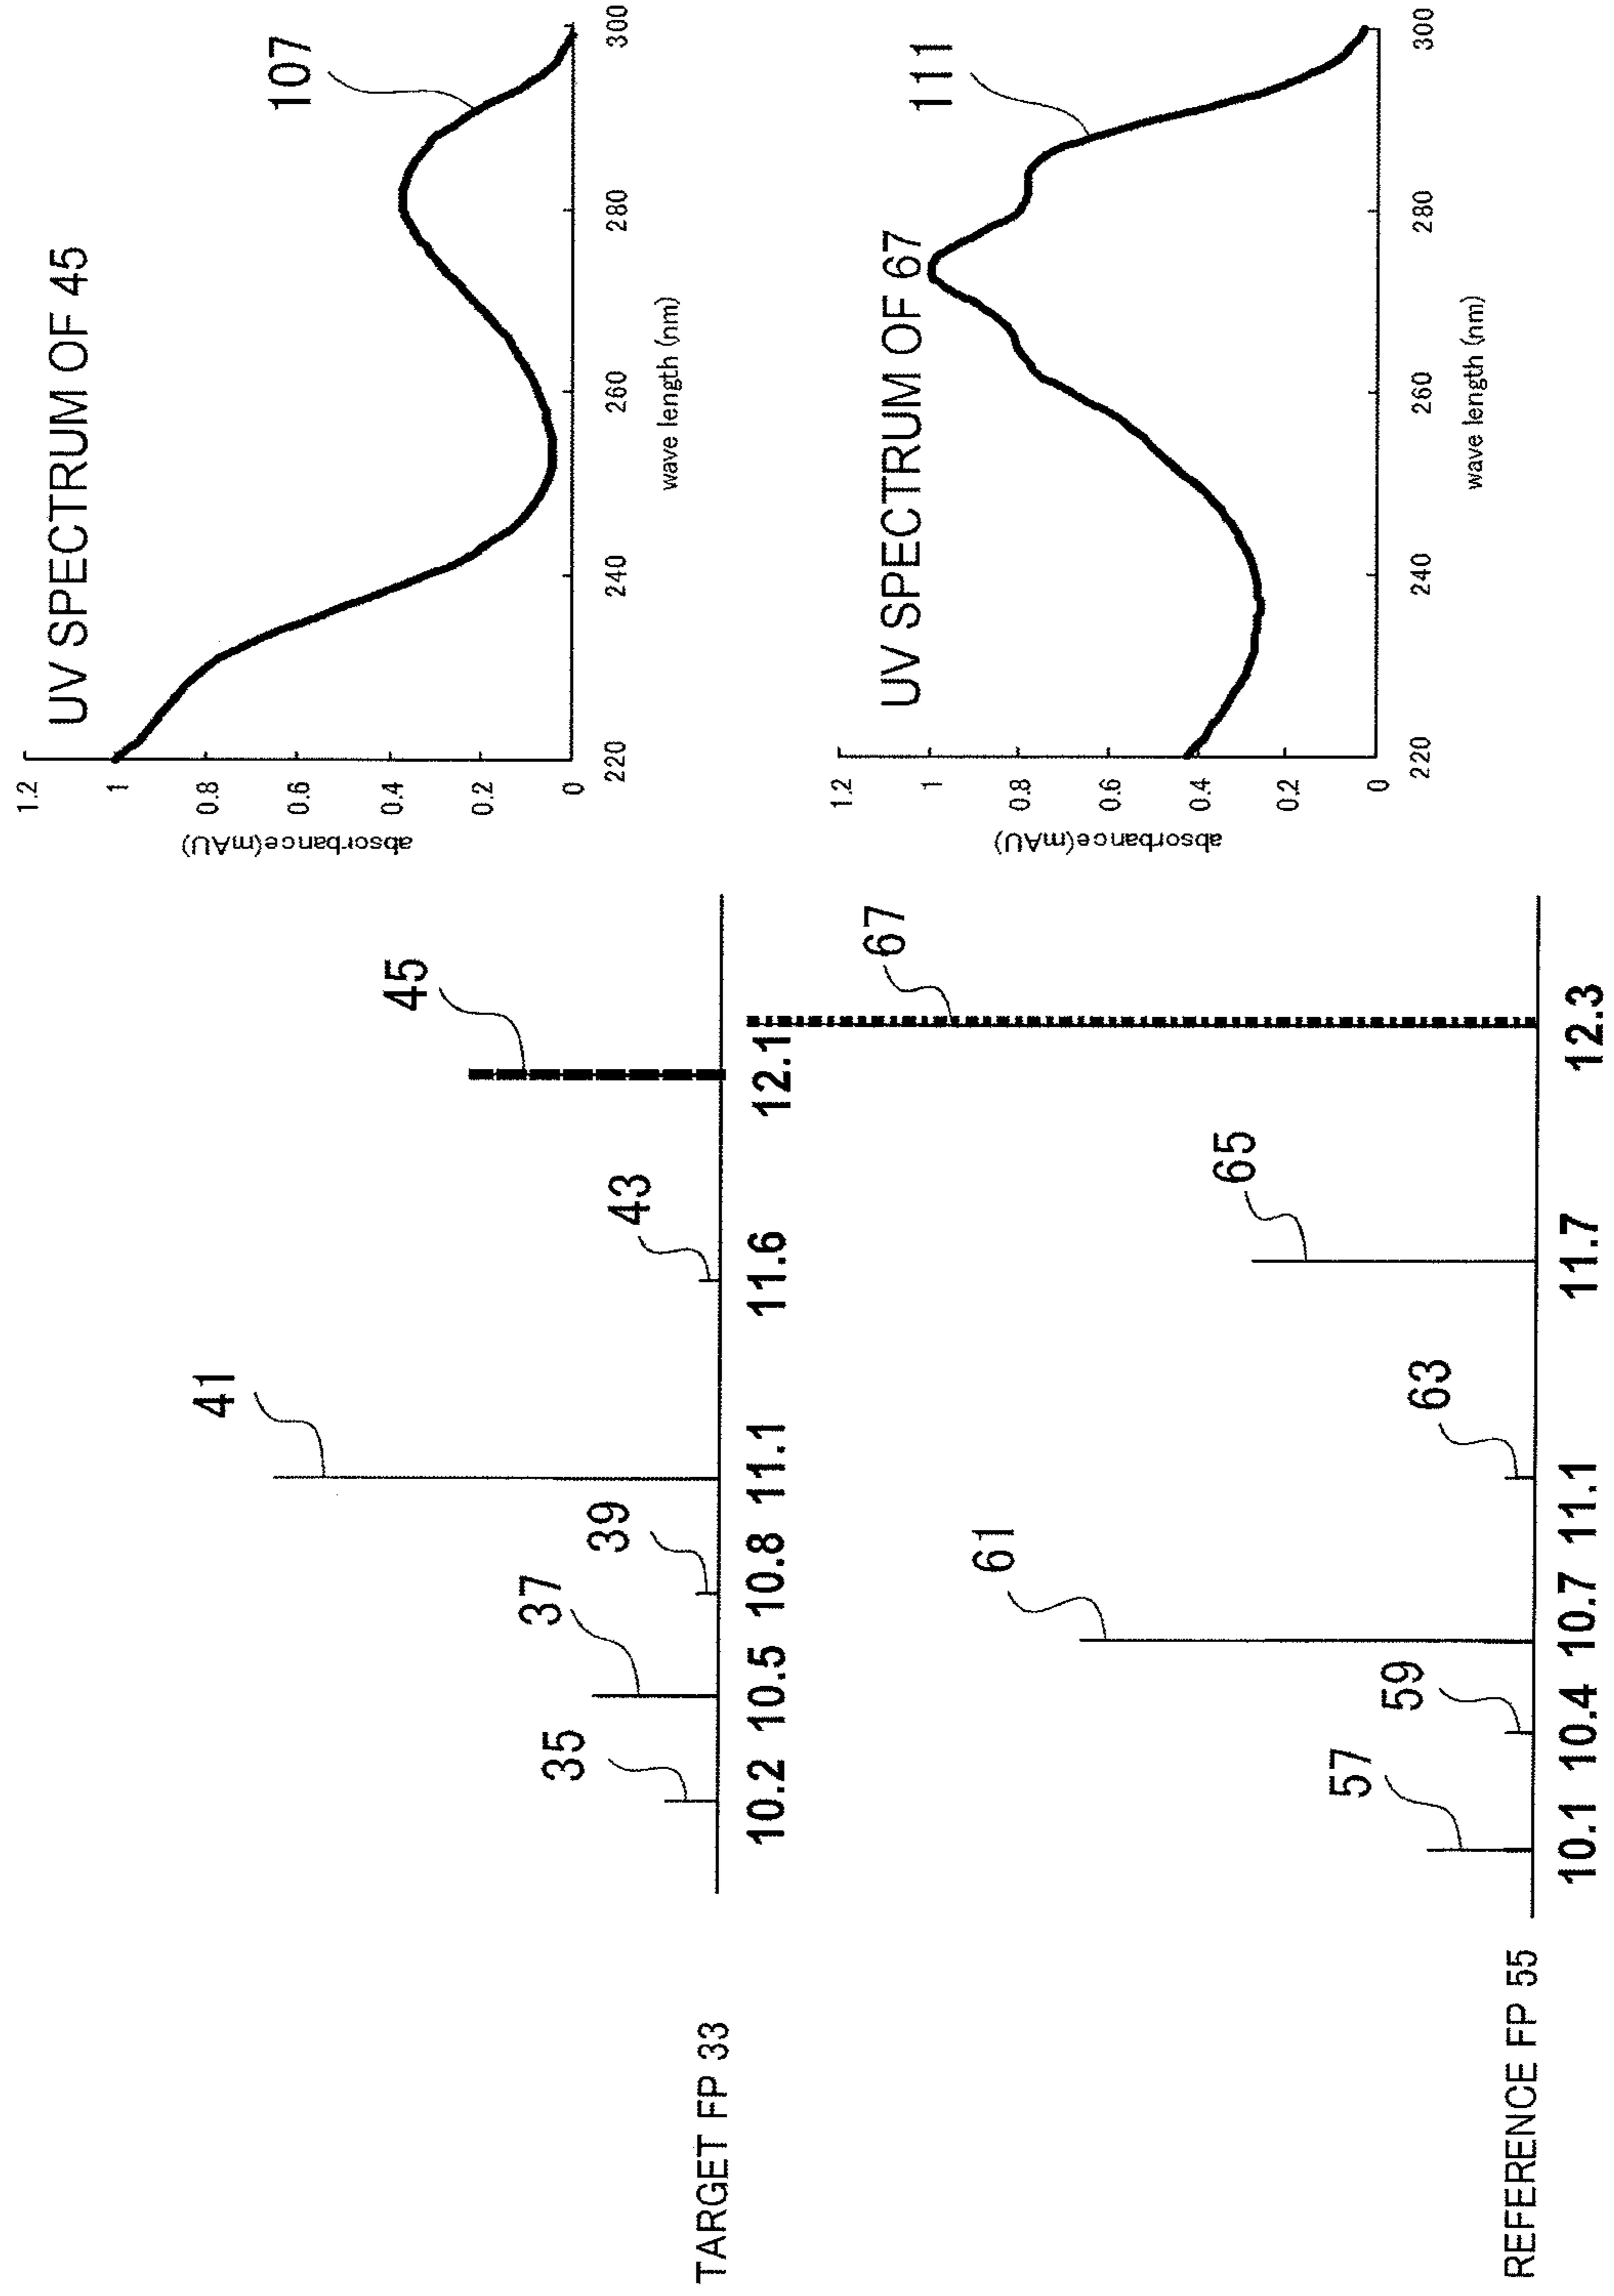 45
41
43
37
39
35
10.2 10.5 10.8 11.1 11.6 12.1
TARGET FP 33
UV SPECTRUM OF 45
107
absorbance(mAU)
1.2
1
0.8
0.6
0.4
0.2
0
220 240 260 280 300
wave length (nm)
67
61
65
57
59
63
10.1 10.4 10.7 11.1 11.7 12.3
REFERENCE FP 55
UV SPECTRUM OF 67
111
absorbance(mAU)
1.2
1
0.8
0.6
0.4
0.2
0
220 240 260 280 300
wave length (nm)